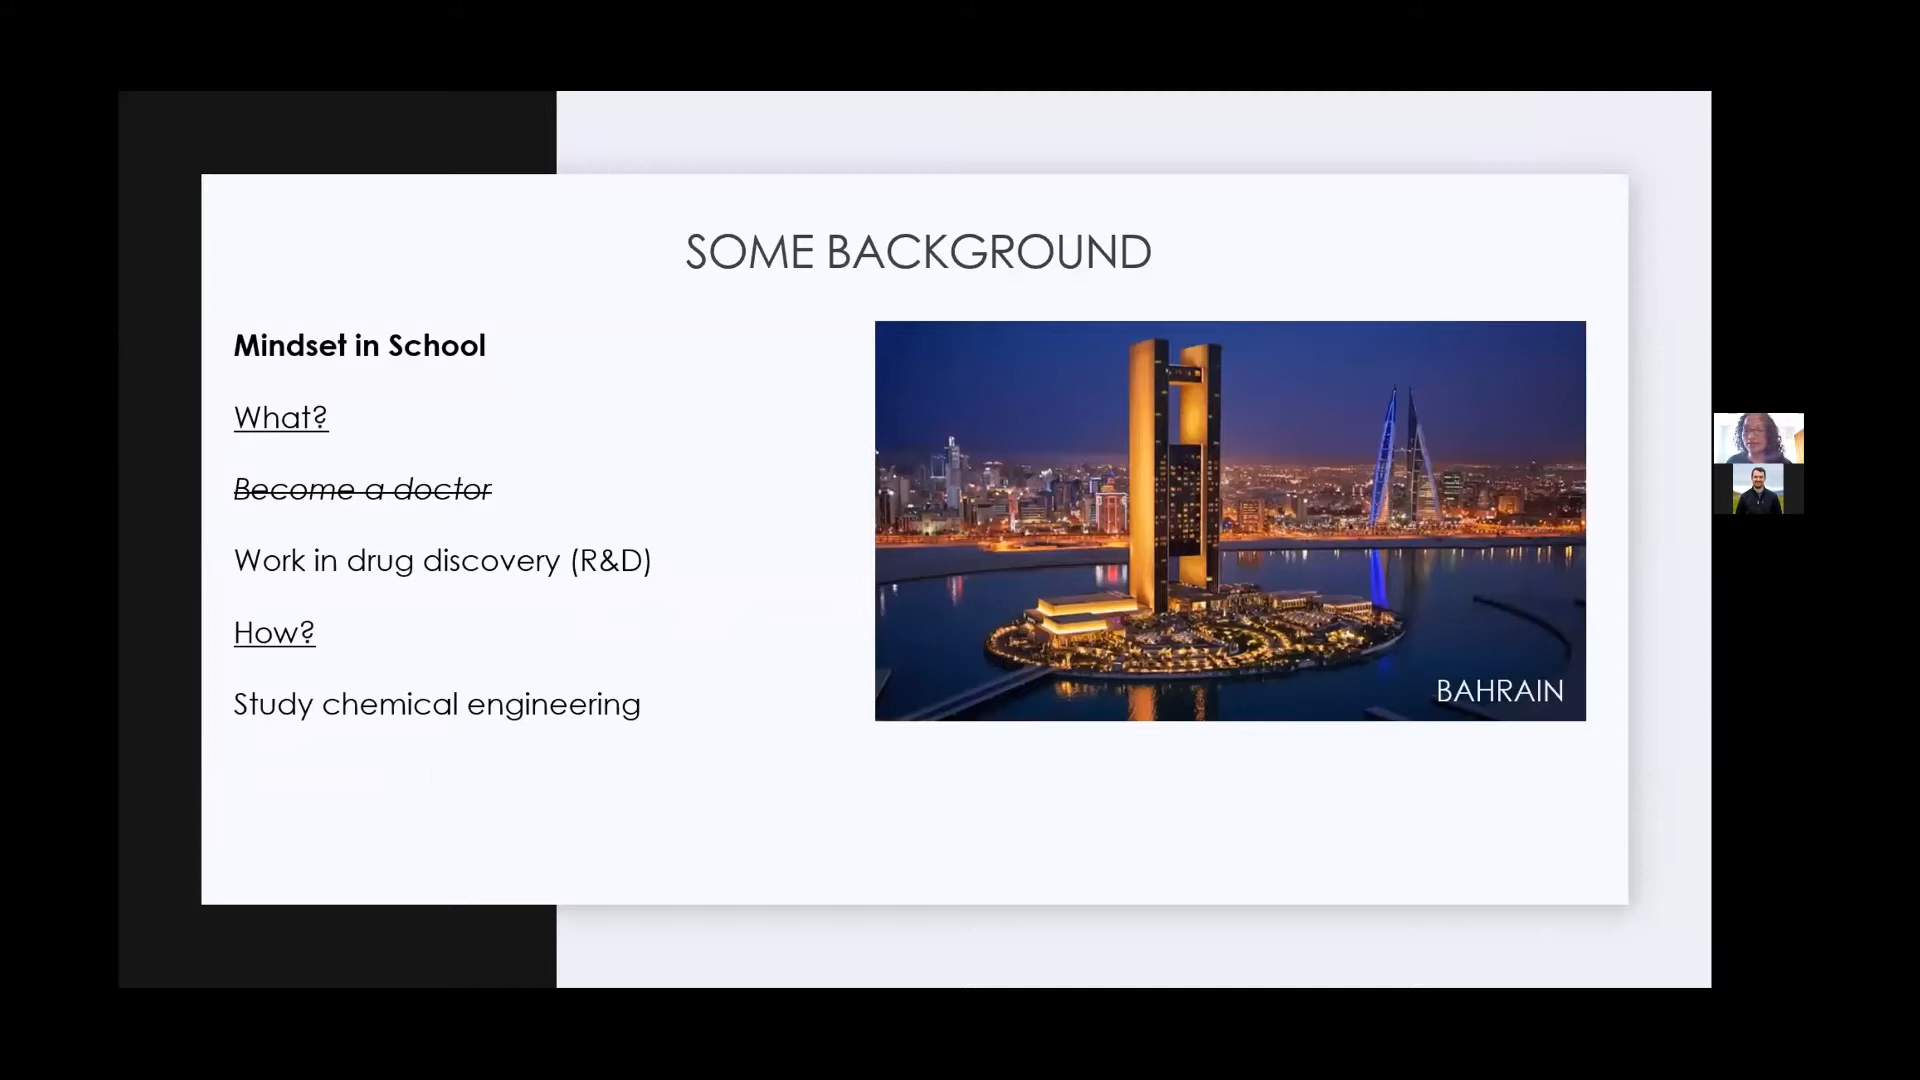 SOME BACKGROUND
Mindset in School
What?
Become a doctor
Work in drug discovery (R&D)
How?
Study chemical engineering
BAHRAIN